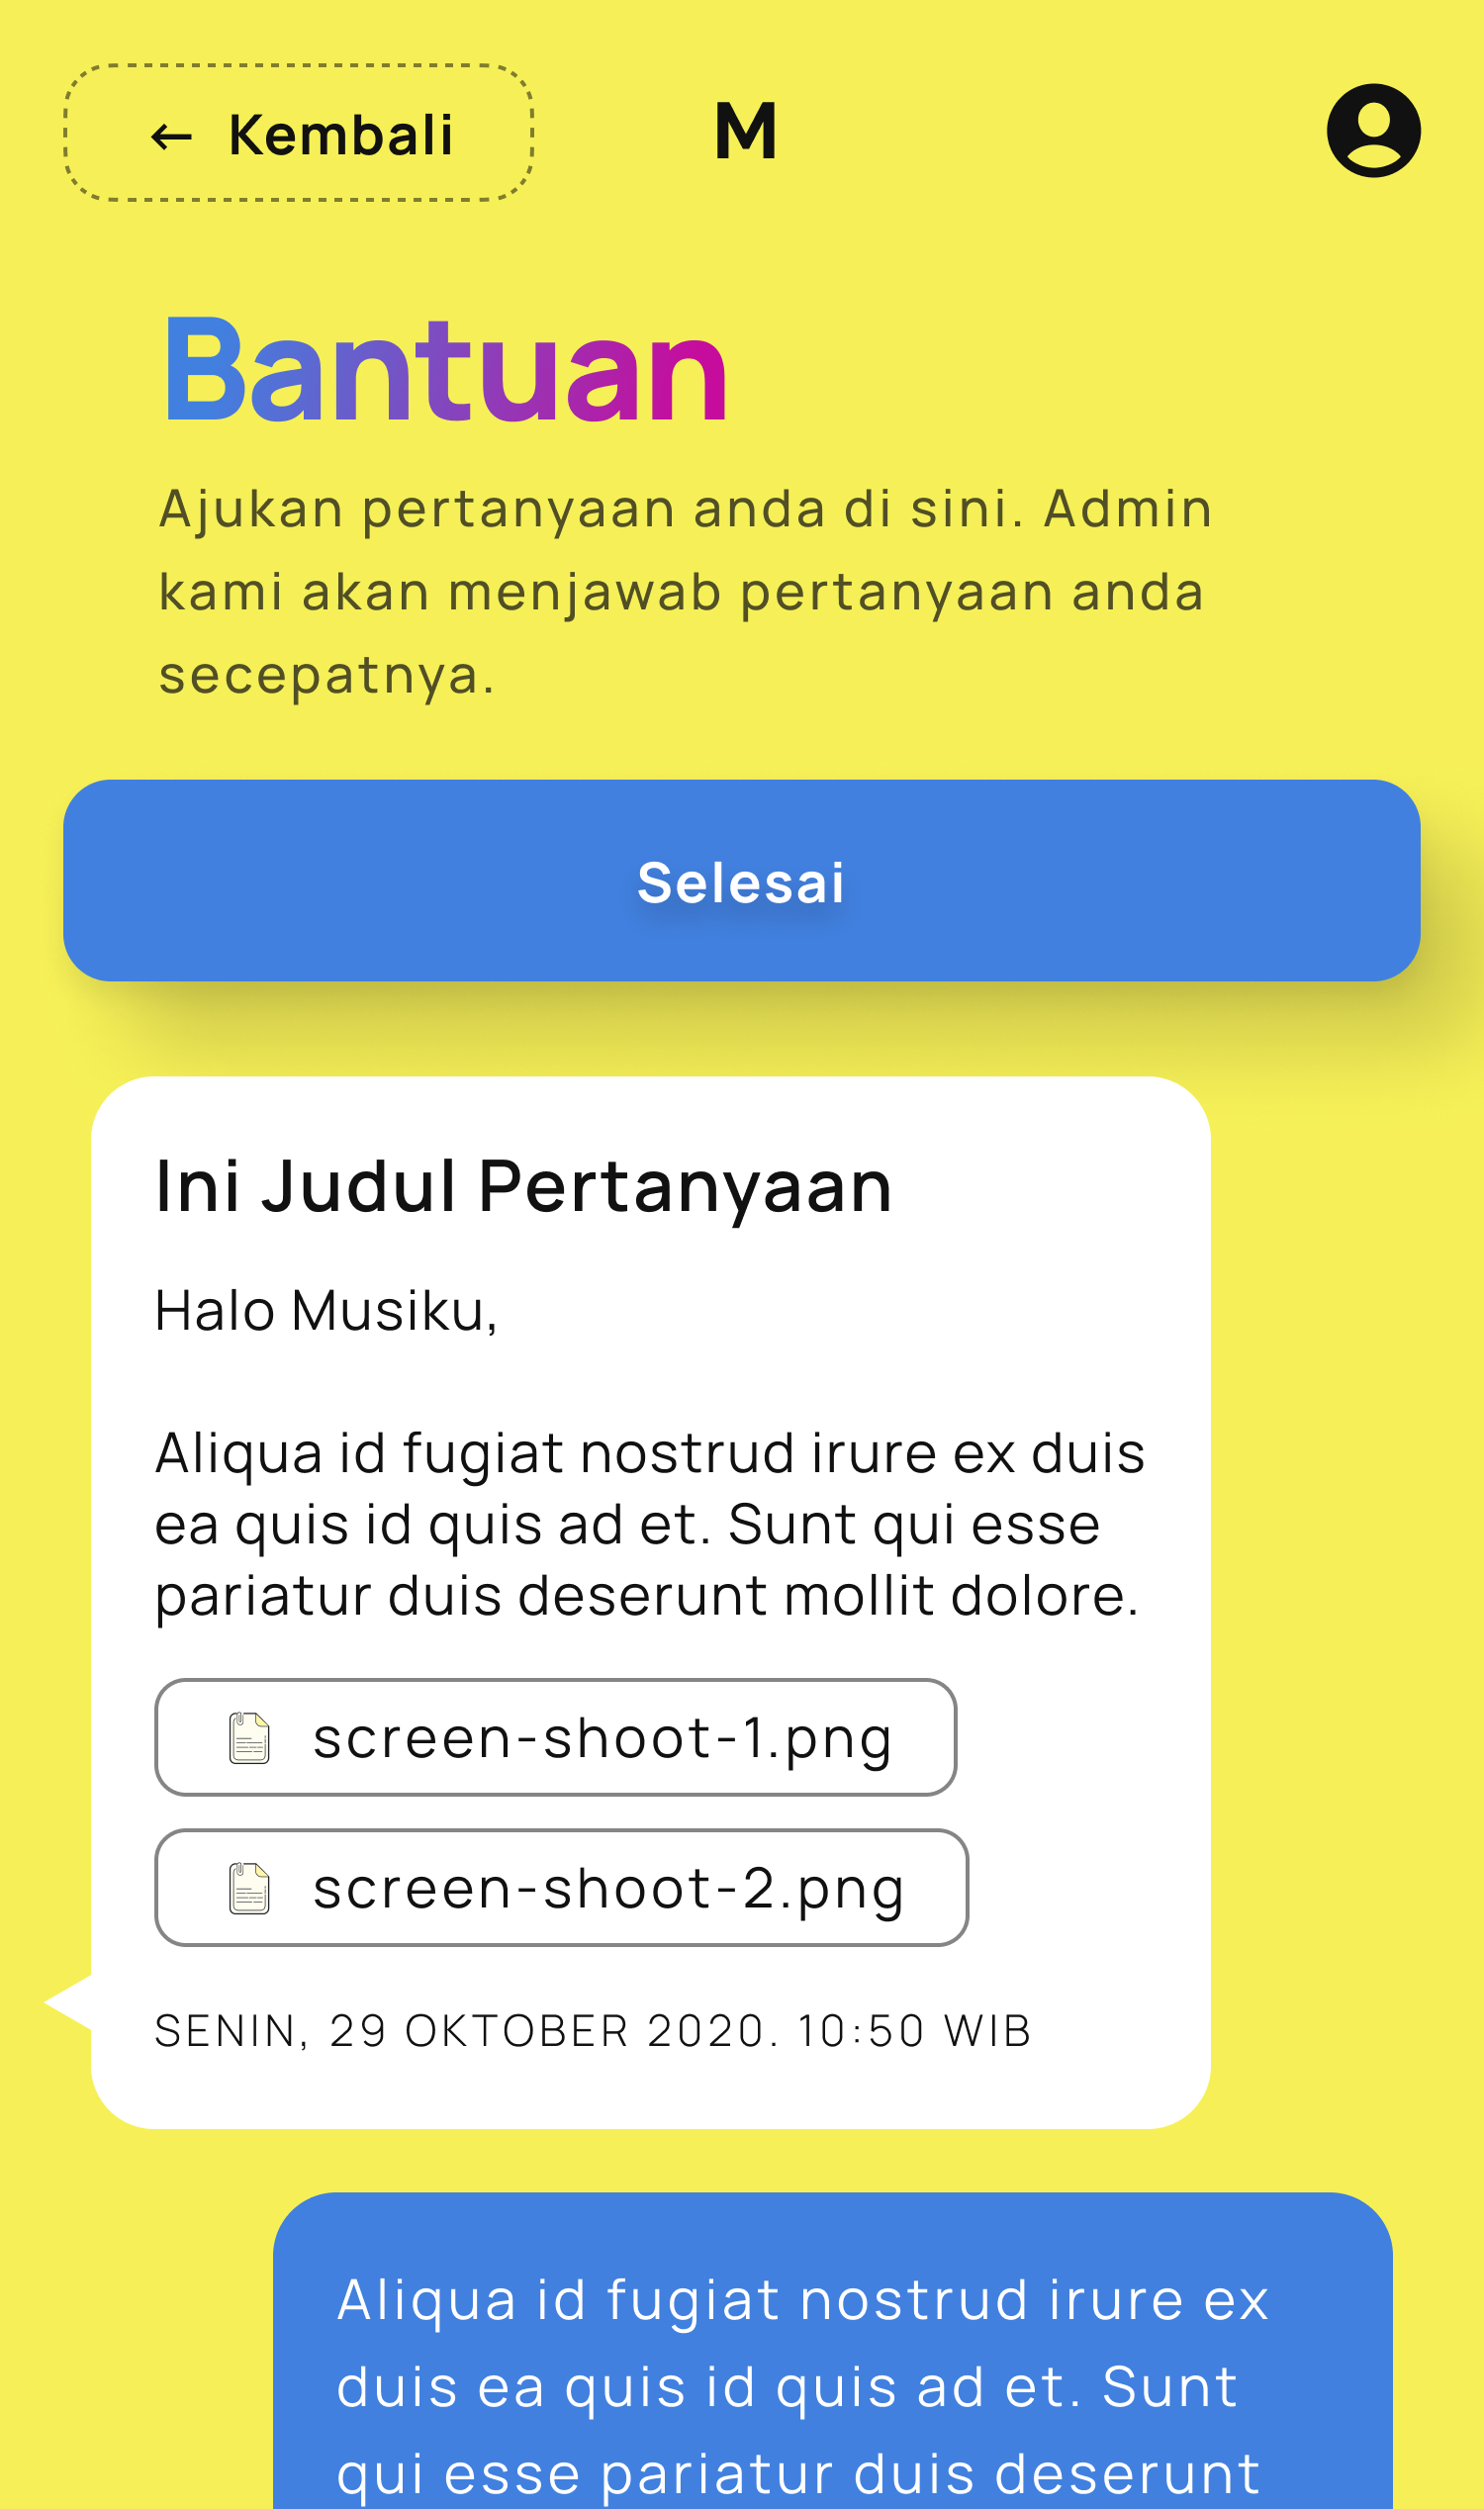 ← Kembali
M
Bantuan
Ajukan pertanyaan anda di sini. Admin
kami akan menjawab pertanyaan anda
secepatnya.
Selesai
Ini Judul Pertanyaan
Halo Musiku,
Aliqua id fugiat nostrud irure ex duis
ea quis id quis ad et. Sunt qui esse
pariatur duis deserunt mollit dolore.
screen-shoot-1.png
screen-shoot-2.png
SENIN, 29 OKTOBER 2020. 10:50 WIB
Aliqua id fugiat nostrud irure ex
duis ea quis id quis ad et. Sunt
qui esse pariatur duis deserunt